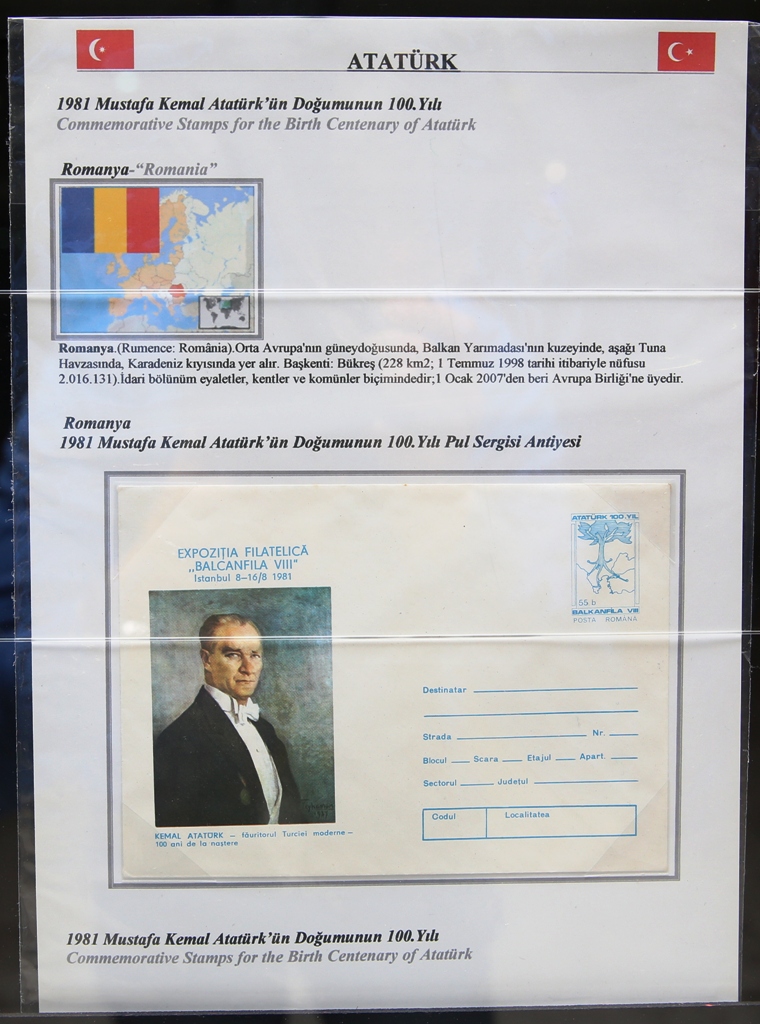 ATATÜRK
1981 Mustafa Kemal Atatürk'ün Doğumunun 100.Yılı
Commemorative Stamps for the Birth Centenary of Atatürk
Romanya-“Romania”
Romanya.(Rumence: România).Orta Avrupa'nın güneydoğusunda, Balkan Yarımadası'nın kuzeyinde, aşağı Tuna
Havzasında, Karadeniz kıyısında yer alır. Başkenti: Bükreş (228 km2; 1 Temmuz 1998 tarihi itibariyle nüfusu
2.016.131).İdari bölünüm eyaletler, kentler ve komünler biçimindedir;1 Ocak 2007'den beri Avrupa Birliği'ne üyedir.
Romanya
1981 Mustafa Kemal Atatürk'ün Doğumunun 100.Yılı Pul Sergisi Antiyesi
EXPOZIŢIA FILATELICĂ
„BALCANFILA VIII”
Istanbul 8–16/8 1981
KEMAL ATATÜRK – făuritorul Turciei moderne –
100 ani de la naştere
ATATÜRK 100.YIL
55 b
BALKANFİLA VIII
POSTA ROMÂNĂ
Destinatar
Strada Nr.
Blocul Scara Etajul Apart.
Sectorul Judeţul
Codul Localitatea
1981 Mustafa Kemal Atatürk'ün Doğumunun 100.Yılı
Commemorative Stamps for the Birth Centenary of Atatürk